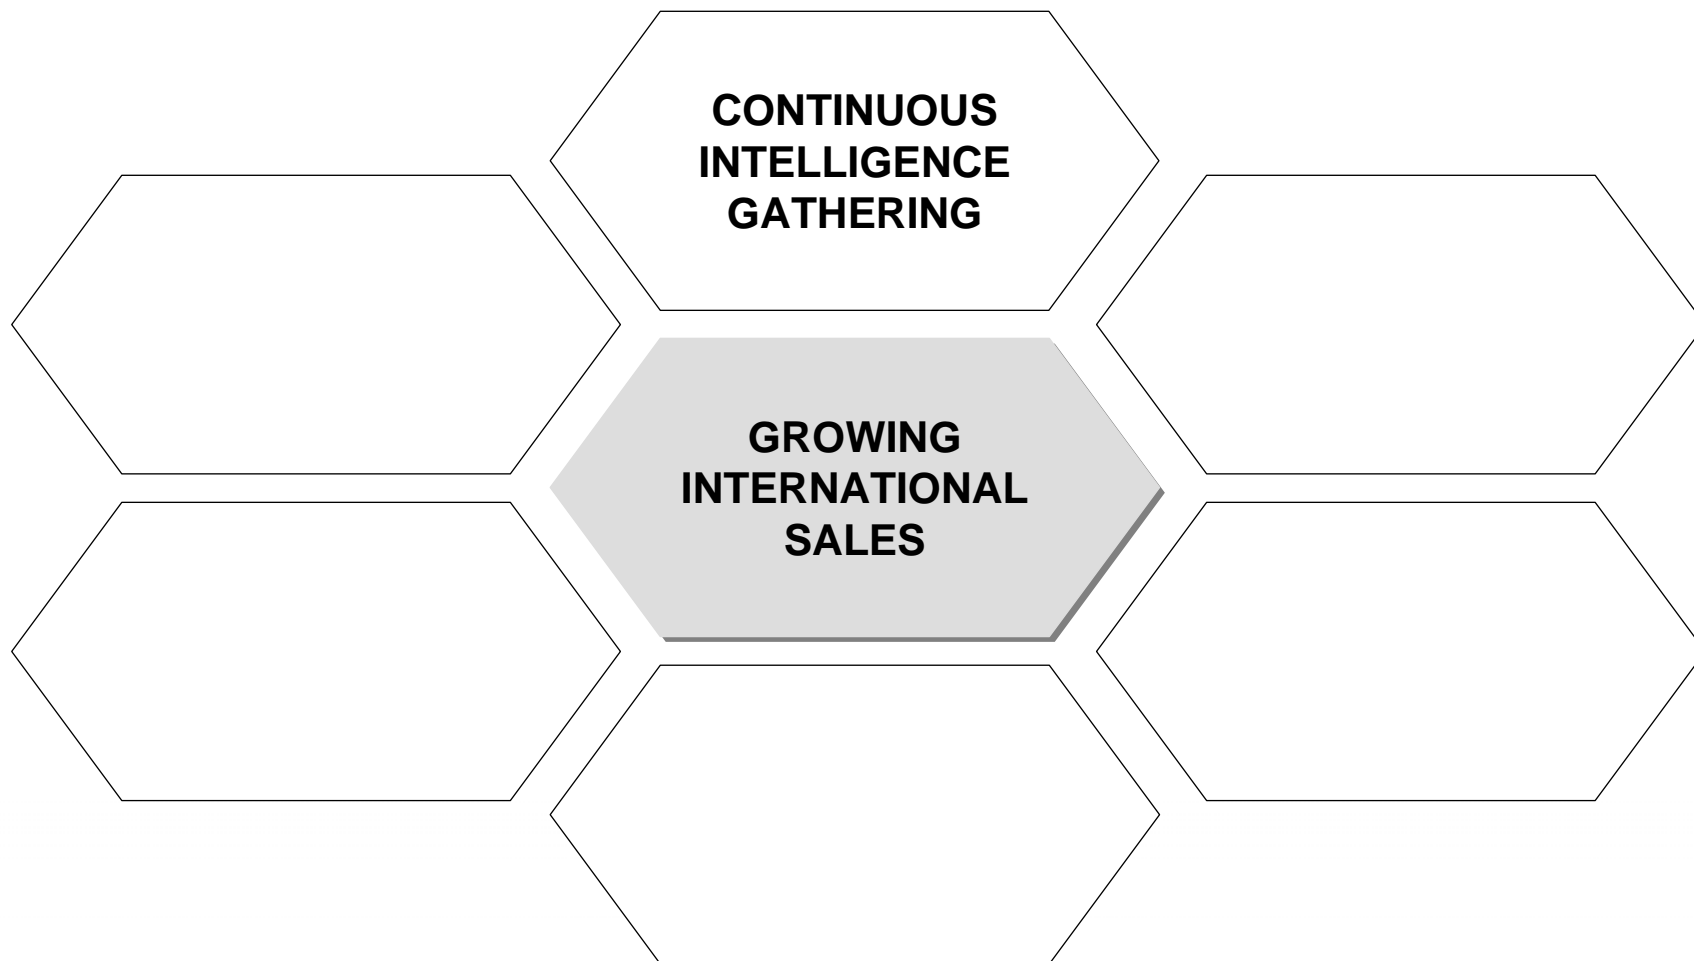 CONTINUOUS
INTELLIGENCE
GATHERING
GROWING
INTERNATIONAL
SALES